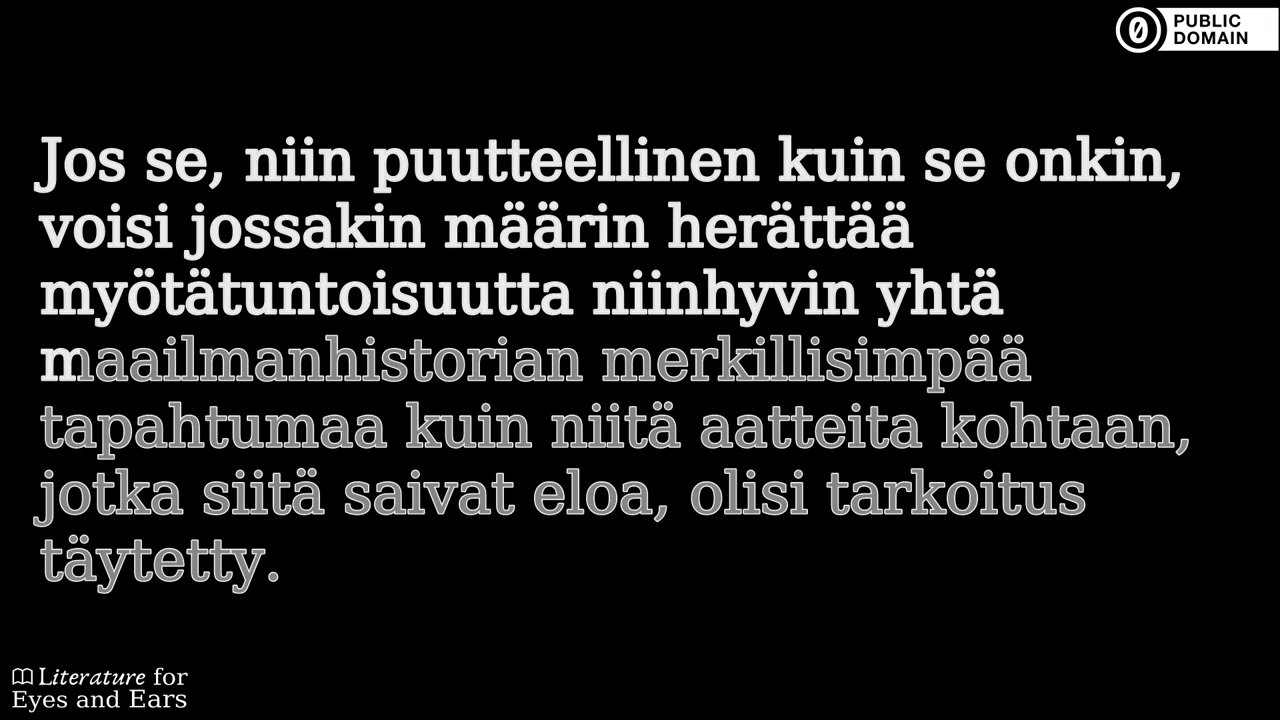 PUBLIC
DOMAIN
Jos se, niin puutteellinen kuin se onkin,
voisi jossakin määrin herättää
myötätuntoisuutta niinhyvin yhtä
maailmanhistorian merkillisimpää
tapahtumaa kuin niitä aatteita kohtaan,
jotka siitä saivat eloa, olisi tarkoitus
täytetty.
Literature for
Eyes and Ears